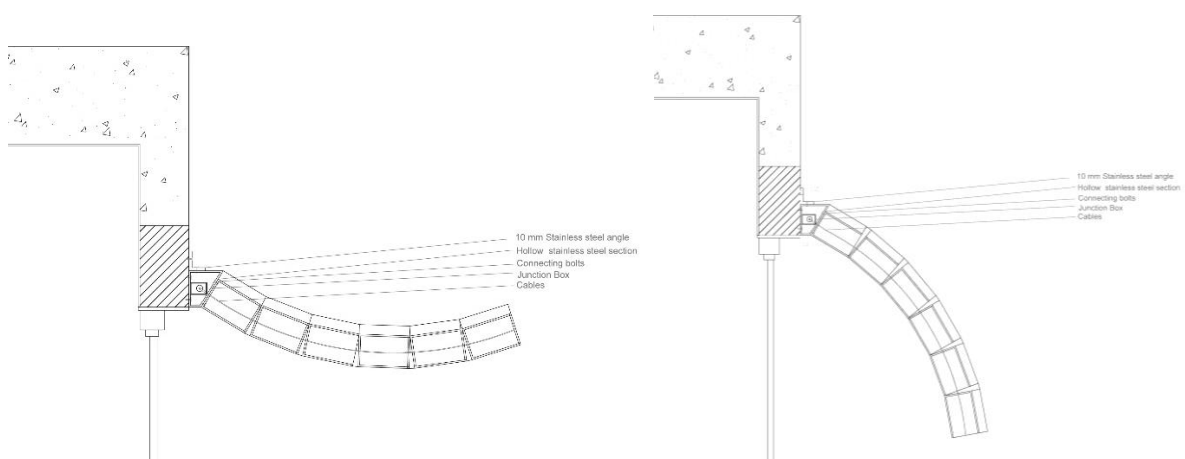 10 mm Stainless steel angle
Hollow stainless steel section
Connecting bolts
Junction Box
Cables
10 mm Stainless steel angle
Hollow stainless steel section
Connecting bolts
Junction Box
Cables